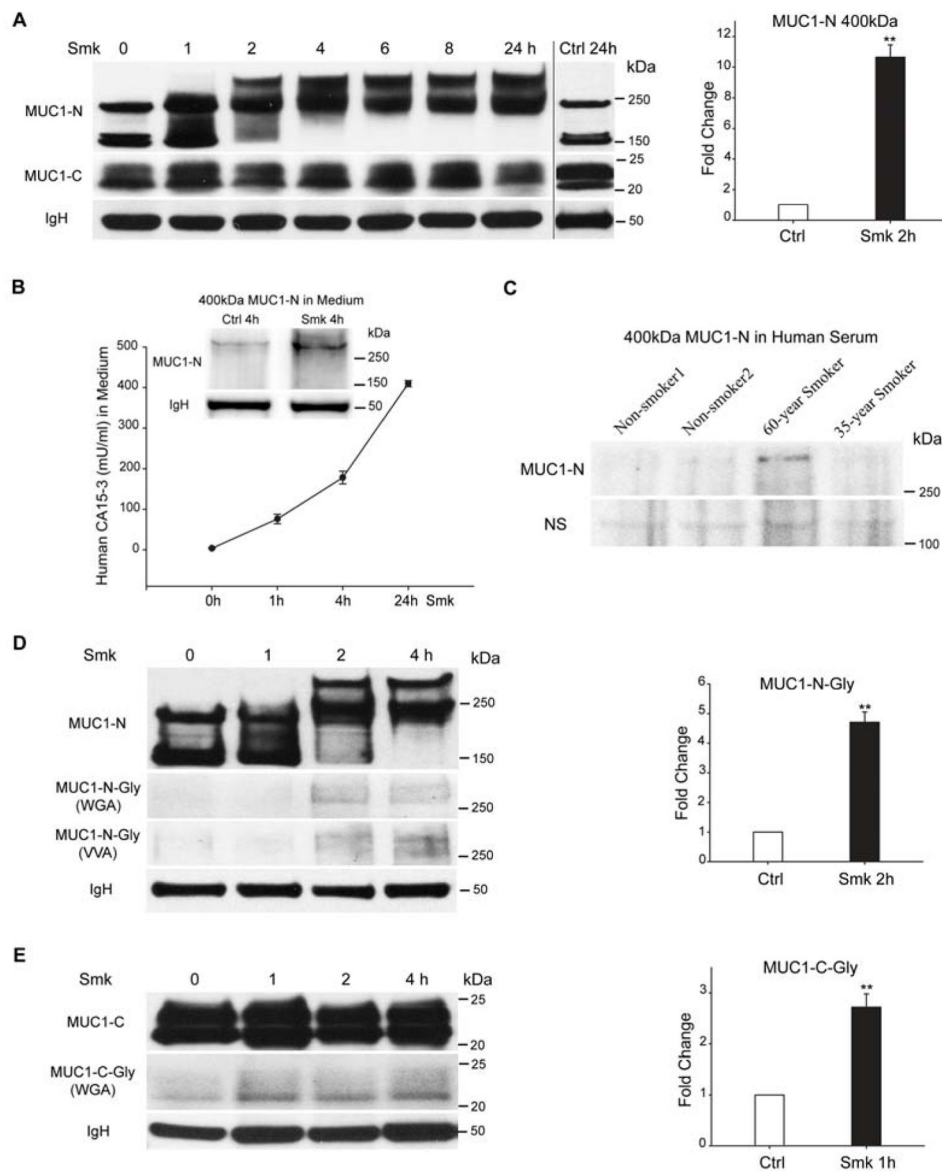 A
Smk 0 1 2 4 6 8 24 h Ctrl 24h
kDa
MUC1-N
250
150
MUC1-C
25
20
IgH
50
MUC1-N 400kDa
Fold Change
12
10
8
6
4
2
0
**
Ctrl Smk 2h
B
400kDa MUC1-N in Medium
Ctrl 4h Smk 4h
kDa
MUC1-N
250
150
IgH
50
Human CA15-3 (mU/ml) in Medium
500
400
300
200
100
0
0h 1h 4h 24h Smk
C
400kDa MUC1-N in Human Serum
Non-smoker1 Non-smoker2 60-year Smoker 35-year Smoker
kDa
MUC1-N
250
NS
100
D
Smk 0 1 2 4 h kDa
MUC1-N
250
150
MUC1-N-Gly
(WGA)
250
MUC1-N-Gly
(VVA)
250
IgH
50
MUC1-N-Gly
Fold Change
6
5
4
3
2
1
0
**
Ctrl Smk 2h
E
Smk 0 1 2 4 h kDa
MUC1-C
25
20
MUC1-C-Gly
(WGA)
25
20
IgH
50
MUC1-C-Gly
Fold Change
3
2
1
0
**
Ctrl Smk 1h